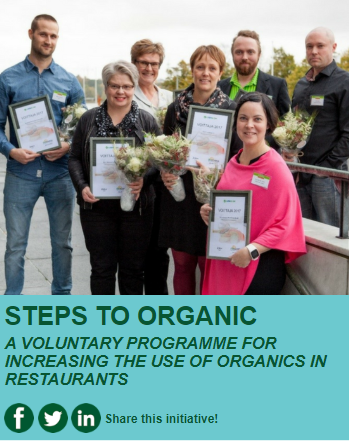 STEPS TO ORGANIC
A VOLUNTARY PROGRAMME FOR
INCREASING THE USE OF ORGANICS IN
RESTAURANTS
Share this initiative!